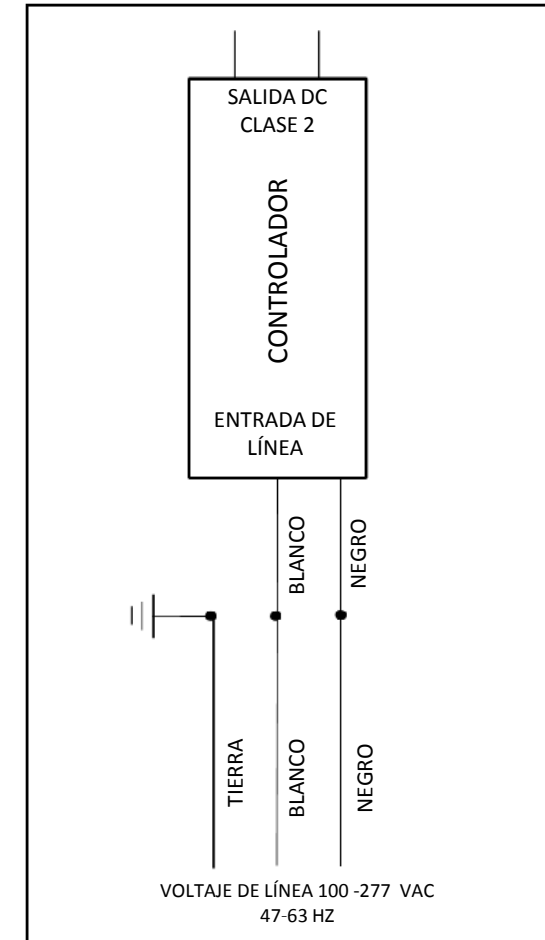 SALIDA DC
CLASE 2
CONTROLADOR
ENTRADA DE
LÍNEA
BLANCO
NEGRO
TIERRA
BLANCO
NEGRO
VOLTAJE DE LÍNEA 100 -277 VAC
47-63 HZ